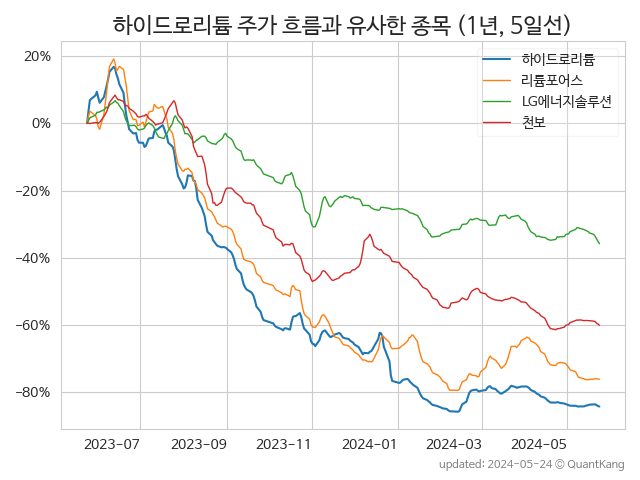 하이드로리튬 주가 흐름과 유사한 종목 (1년, 5일선)
하이드로리튬
리튬포어스
LG에너지솔루션
천보
20%
0%
−20%
−40%
−60%
−80%
2023-07
2023-09
2023-11
2024-01
2024-03
2024-05
updated: 2024-05-24 © QuantKang